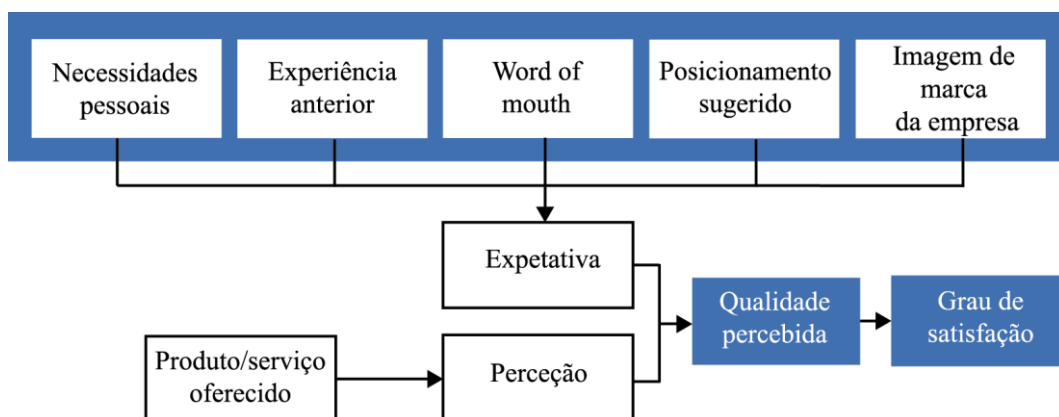 Necessidades
pessoais
Experiência
anterior
Word of
mouth
Posicionamento
sugerido
Imagem de
marca
da empresa
Expetativa
Qualidade
percebida
Grau de
satisfação
Produto/serviço
oferecido
Perceção